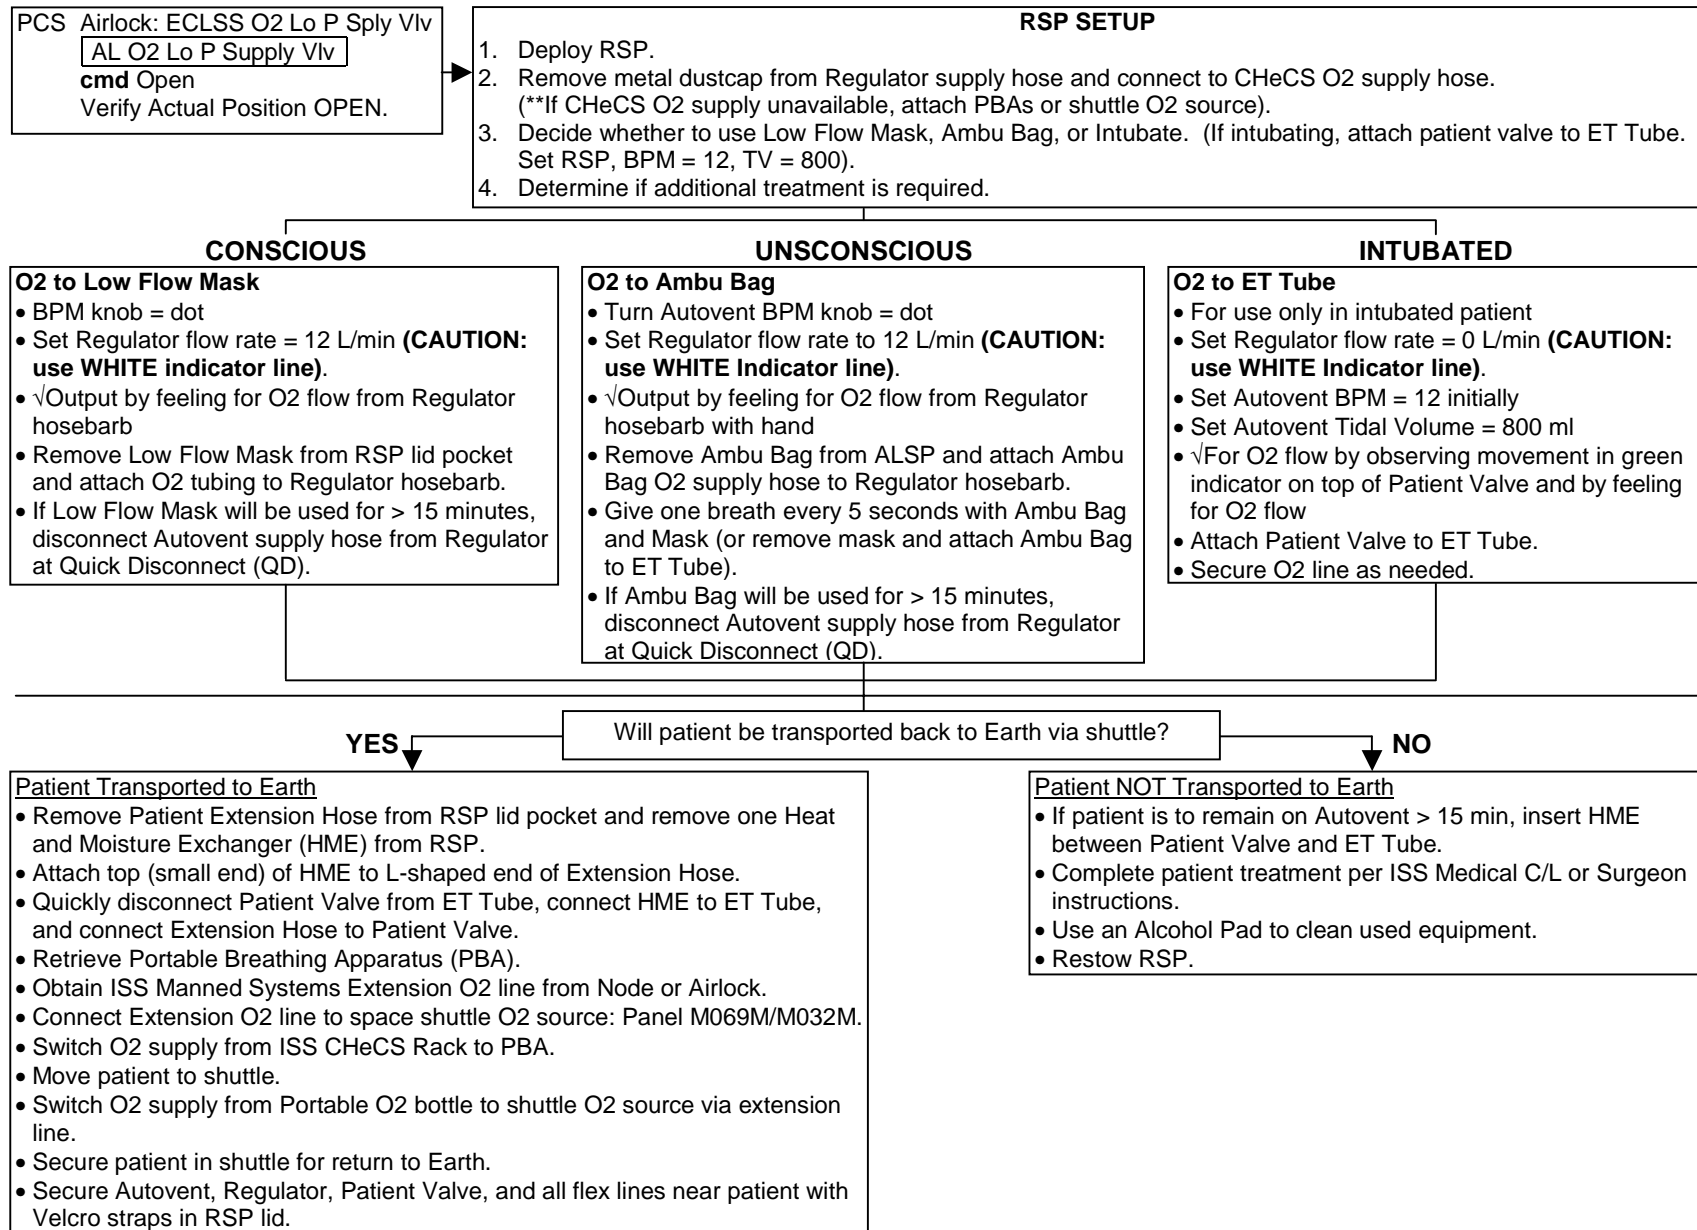 PCS Airlock: ECLSS O2 Lo P Sply Vlv
AL O2 Lo P Supply Vlv
cmd Open
Verify Actual Position OPEN.
RSP SETUP
1. Deploy RSP.
2. Remove metal dustcap from Regulator supply hose and connect to CHeCS O2 supply hose.
(**If CHeCS O2 supply unavailable, attach PBAs or shuttle O2 source).
3. Decide whether to use Low Flow Mask, Ambu Bag, or Intubate. (If intubating, attach patient valve to ET Tube.
Set RSP, BPM = 12, TV = 800).
4. Determine if additional treatment is required.
CONSCIOUS
O2 to Low Flow Mask
• BPM knob = dot
• Set Regulator flow rate = 12 L/min (CAUTION:
use WHITE indicator line).
• √Output by feeling for O2 flow from Regulator
hosebarb
• Remove Low Flow Mask from RSP lid pocket
and attach O2 tubing to Regulator hosebarb.
• If Low Flow Mask will be used for > 15 minutes,
disconnect Autovent supply hose from Regulator
at Quick Disconnect (QD).
UNSCONSCIOUS
O2 to Ambu Bag
• Turn Autovent BPM knob = dot
• Set Regulator flow rate to 12 L/min (CAUTION:
use WHITE Indicator line).
• √Output by feeling for O2 flow from Regulator
hosebarb with hand
• Remove Ambu Bag from ALSP and attach Ambu
Bag O2 supply hose to Regulator hosebarb.
• Give one breath every 5 seconds with Ambu Bag
and Mask (or remove mask and attach Ambu Bag
to ET Tube).
• If Ambu Bag will be used for > 15 minutes,
disconnect Autovent supply hose from Regulator
at Quick Disconnect (QD).
INTUBATED
O2 to ET Tube
• For use only in intubated patient
• Set Regulator flow rate = 0 L/min (CAUTION:
use WHITE Indicator line).
• Set Autovent BPM = 12 initially
• Set Autovent Tidal Volume = 800 ml
• √For O2 flow by observing movement in green
indicator on top of Patient Valve and by feeling
for O2 flow
• Attach Patient Valve to ET Tube.
• Secure O2 line as needed.
Will patient be transported back to Earth via shuttle?
YES
NO
Patient Transported to Earth
• Remove Patient Extension Hose from RSP lid pocket and remove one Heat
and Moisture Exchanger (HME) from RSP.
• Attach top (small end) of HME to L-shaped end of Extension Hose.
• Quickly disconnect Patient Valve from ET Tube, connect HME to ET Tube,
and connect Extension Hose to Patient Valve.
• Retrieve Portable Breathing Apparatus (PBA).
• Obtain ISS Manned Systems Extension O2 line from Node or Airlock.
• Connect Extension O2 line to space shuttle O2 source: Panel M069M/M032M.
• Switch O2 supply from ISS CHeCS Rack to PBA.
• Move patient to shuttle.
• Switch O2 supply from Portable O2 bottle to shuttle O2 source via extension
line.
• Secure patient in shuttle for return to Earth.
• Secure Autovent, Regulator, Patient Valve, and all flex lines near patient with
Velcro straps in RSP lid.
Patient NOT Transported to Earth
• If patient is to remain on Autovent > 15 min, insert HME
between Patient Valve and ET Tube.
• Complete patient treatment per ISS Medical C/L or Surgeon
instructions.
• Use an Alcohol Pad to clean used equipment.
• Restow RSP.